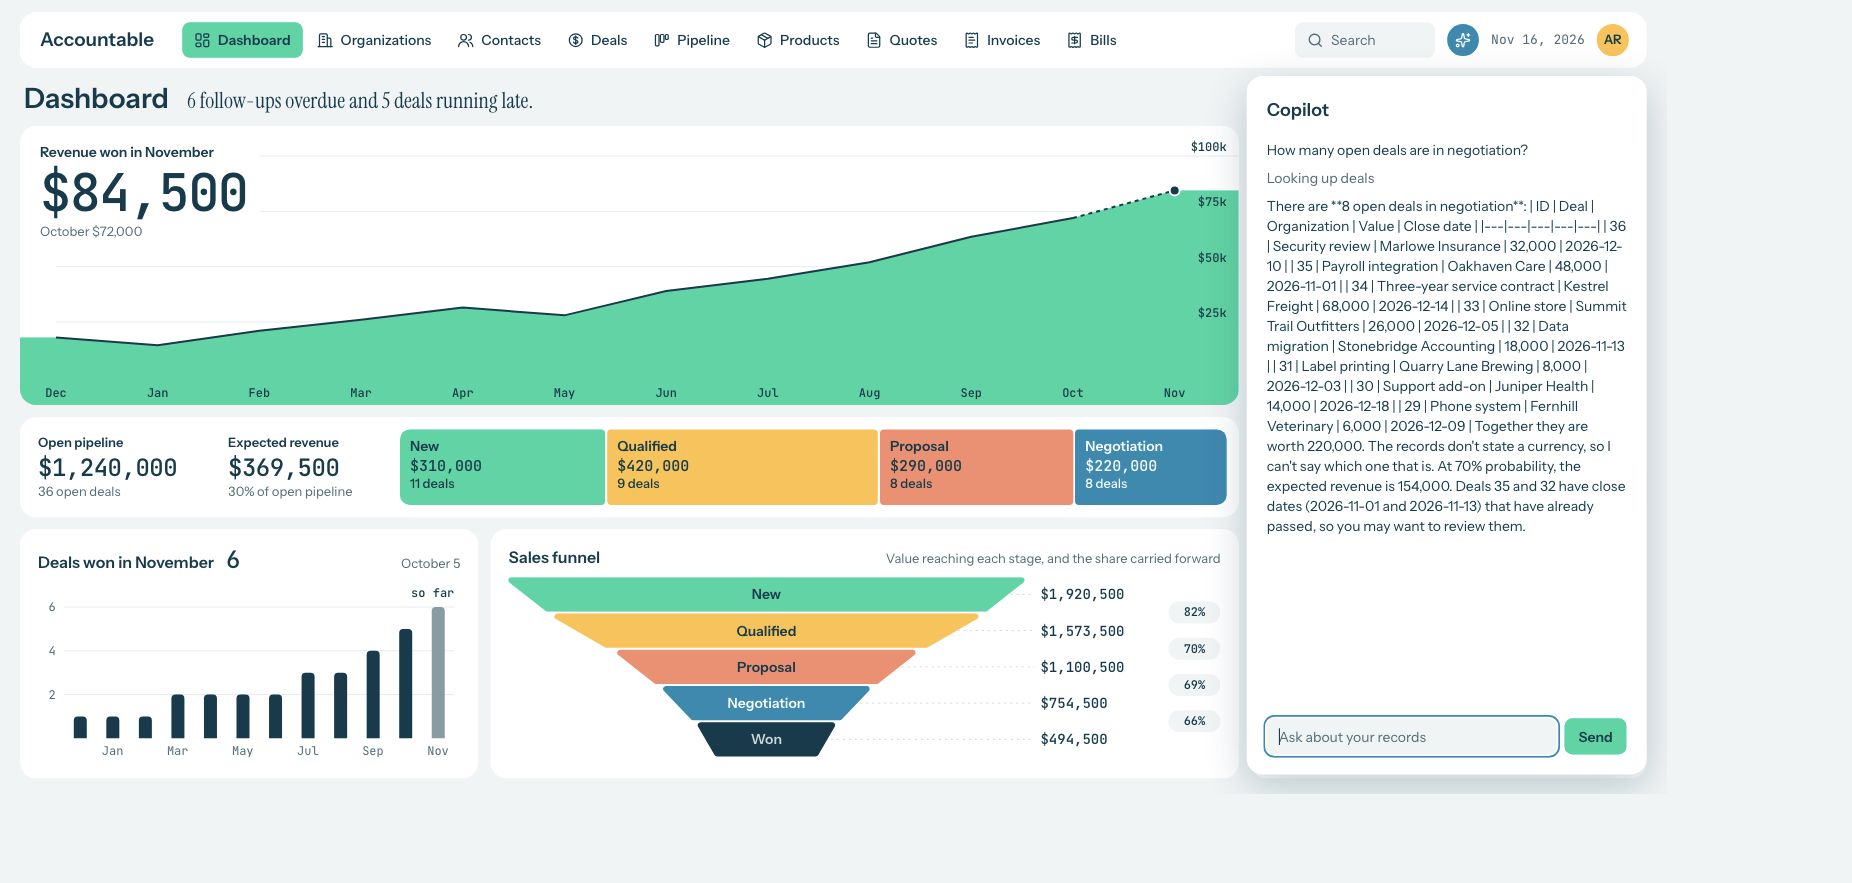 Accountable
Dashboard
Organizations
Contacts
Deals
Pipeline
Products
Quotes
Invoices
Bills
Search
Nov 16, 2026
AR
Dashboard
6 follow-ups overdue and 5 deals running late.
Revenue won in November
$84,500
October $72,000
$100k
$75k
$50k
$25k
Dec Jan Feb Mar Apr May Jun Jul Aug Sep Oct Nov
Open pipeline
$1,240,000
36 open deals
Expected revenue
$369,500
30% of open pipeline
New
$310,000
11 deals
Qualified
$420,000
9 deals
Proposal
$290,000
8 deals
Negotiation
$220,000
8 deals
Deals won in November 6
October 5
so far
6
4
2
Jan Mar May Jul Sep Nov
Sales funnel
Value reaching each stage, and the share carried forward
New $1,920,500
82%
Qualified $1,573,500
70%
Proposal $1,100,500
69%
Negotiation $754,500
66%
Won $494,500
Copilot
How many open deals are in negotiation?
Looking up deals
There are **8 open deals in negotiation**: | ID | Deal |
Organization | Value | Close date | |---|---|---|---|---| | 36
| Security review | Marlowe Insurance | 32,000 | 2026-12-
10 | | 35 | Payroll integration | Oakhaven Care | 48,000 |
2026-11-01 | | 34 | Three-year service contract | Kestrel
Freight | 68,000 | 2026-12-14 | | 33 | Online store | Summit
Trail Outfitters | 26,000 | 2026-12-05 | | 32 | Data
migration | Stonebridge Accounting | 18,000 | 2026-11-13
| | 31 | Label printing | Quarry Lane Brewing | 8,000 |
2026-12-03 | | 30 | Support add-on | Juniper Health |
14,000 | 2026-12-18 | | 29 | Phone system | Fernhill
Veterinary | 6,000 | 2026-12-09 | Together they are
worth 220,000. The records don't state a currency, so I
can't say which one that is. At 70% probability, the
expected revenue is 154,000. Deals 35 and 32 have close
dates (2026-11-01 and 2026-11-13) that have already
passed, so you may want to review them.
Ask about your records
Send